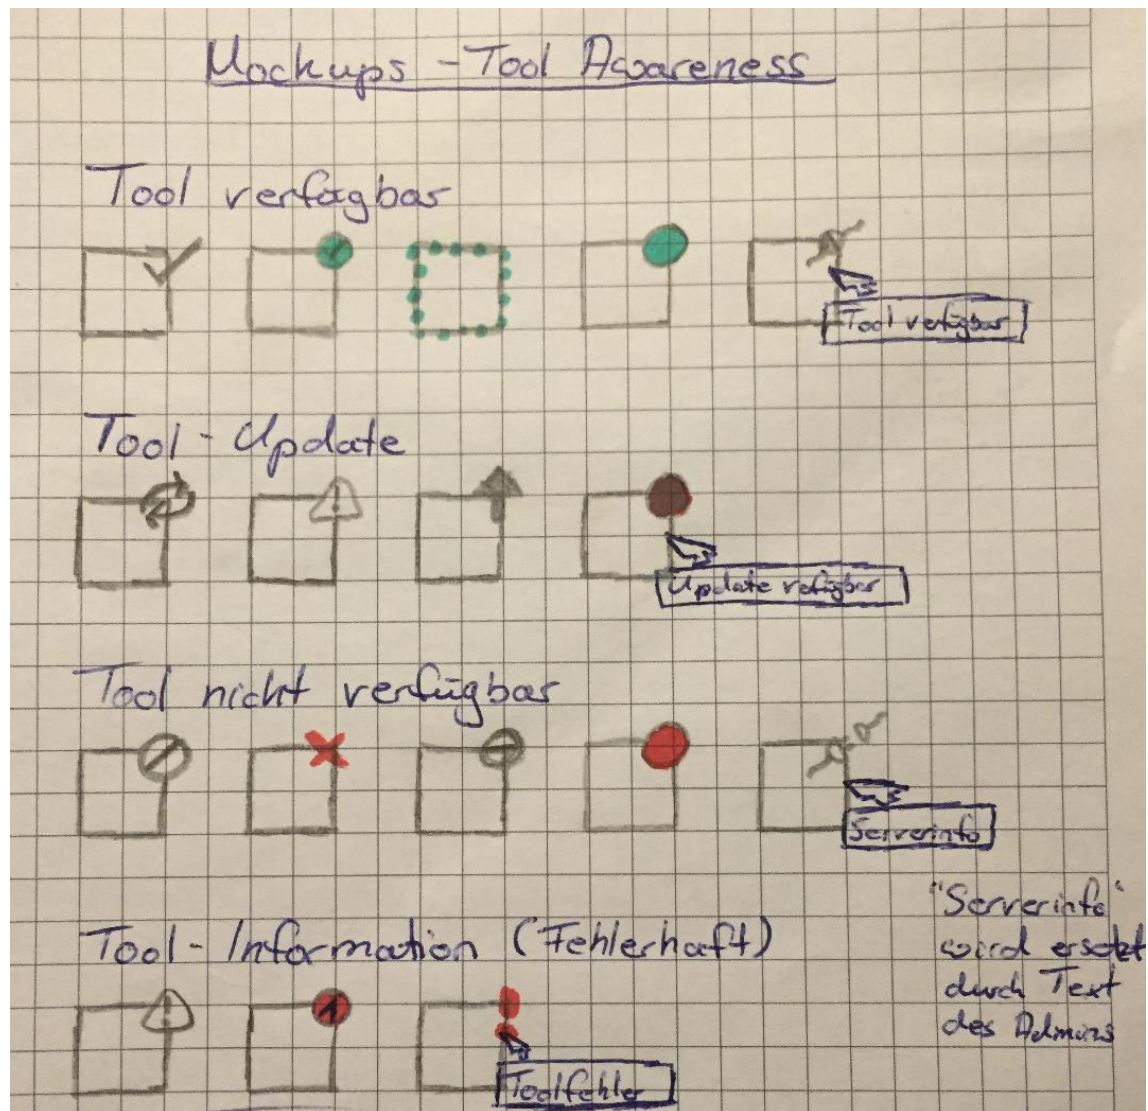 Mockups - Tool Awareness
Tool verfügbar
Tool verfügbar
Tool - Update
Update vefügbar
Tool nicht verfügbar
Serverinfo
"Serverinfo"
wird ersetzt
durch Text
des Admins
Tool - Information (Fehlerhaft)
Toolfehler